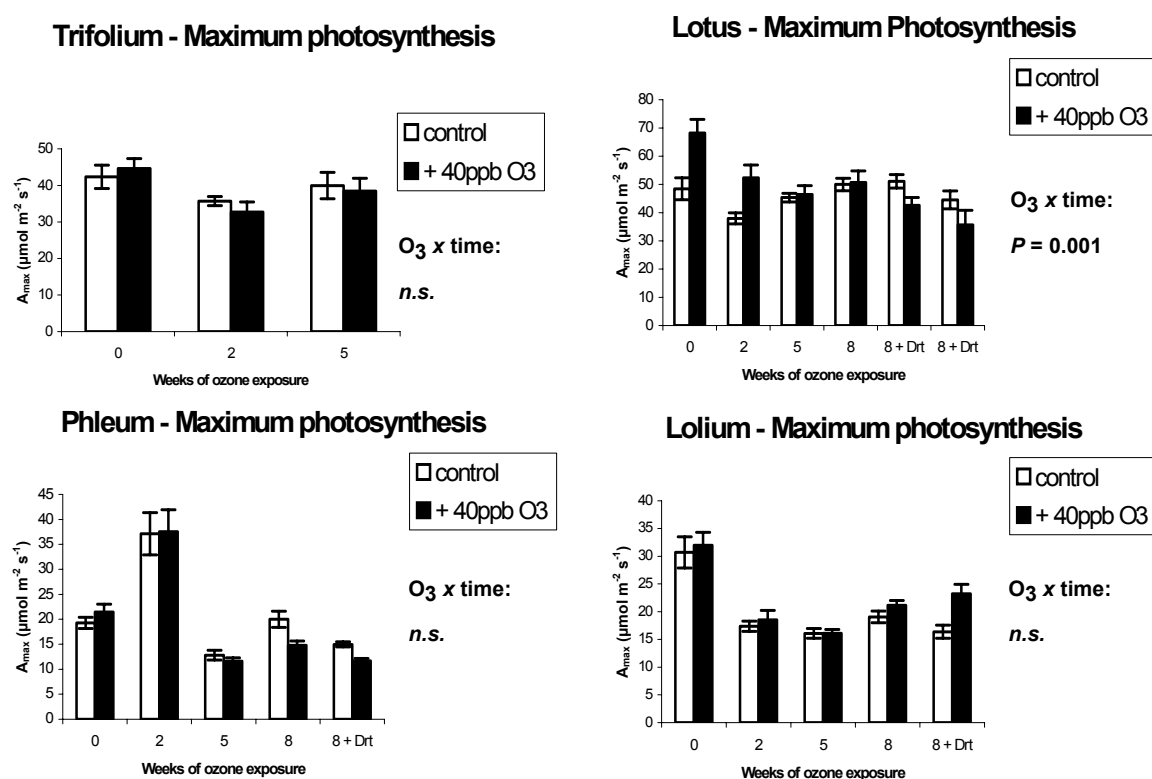 Trifolium - Maximum photosynthesis
control
+ 40ppb O3
50
40
30
20
10
0
Amax (µmol m-2 s-1)
0 2 5
Weeks of ozone exposure
O3 x time:
n.s.
Lotus - Maximum Photosynthesis
control
+ 40ppb O3
80
70
60
50
40
30
20
10
0
Amax (µmol m-2 s-1)
0 2 5 8 8 + Drt 8 + Drt
Weeks of ozone exposure
O3 x time:
P = 0.001
Phleum - Maximum photosynthesis
control
+ 40ppb O3
45
40
35
30
25
20
15
10
5
0
Amax (µmol m-2 s-1)
0 2 5 8 8 + Drt
Weeks of ozone exposure
O3 x time:
n.s.
Lolium - Maximum photosynthesis
control
+ 40ppb O3
40
35
30
25
20
15
10
5
0
Amax (µmol m-2 s-1)
0 2 5 8 8 + Drt
Weeks of ozone exposure
O3 x time:
n.s.